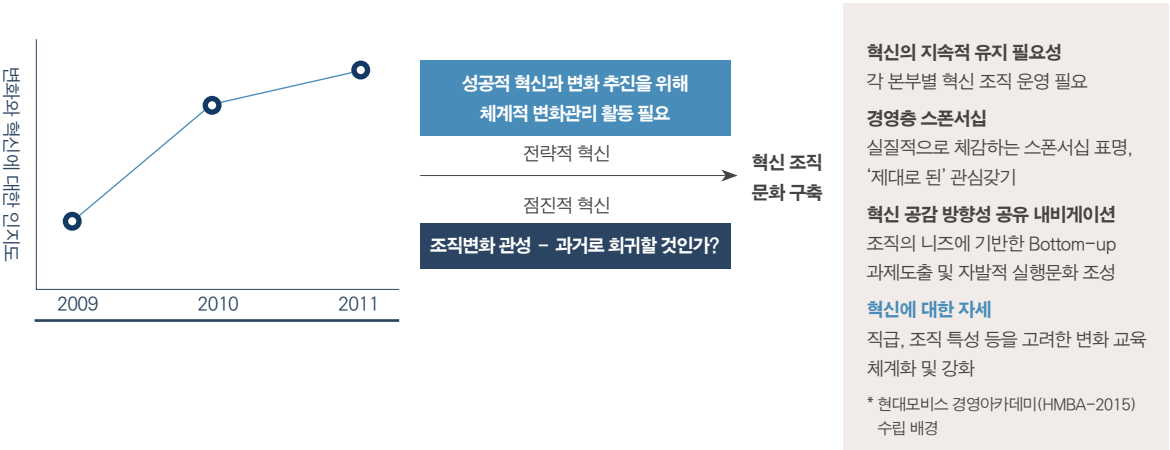 변화와 혁신에 대한 인지도
2009
2010
2011
성공적 혁신과 변화 추진을 위해
체계적 변화관리 활동 필요
전략적 혁신
점진적 혁신
조직변화 관성 - 과거로 회귀할 것인가?
혁신 조직
문화 구축
혁신의 지속적 유지 필요성
각 본부별 혁신 조직 운영 필요
경영층 스폰서십
실질적으로 체감하는 스폰서십 표명,
‘제대로 된’ 관심갖기
혁신 공감 방향성 공유 내비게이션
조직의 니즈에 기반한 Bottom-up
과제도출 및 자발적 실행문화 조성
혁신에 대한 자세
직급, 조직 특성 등을 고려한 변화 교육
체계화 및 강화
* 현대모비스 경영아카데미(HMBA-2015)
수립 배경